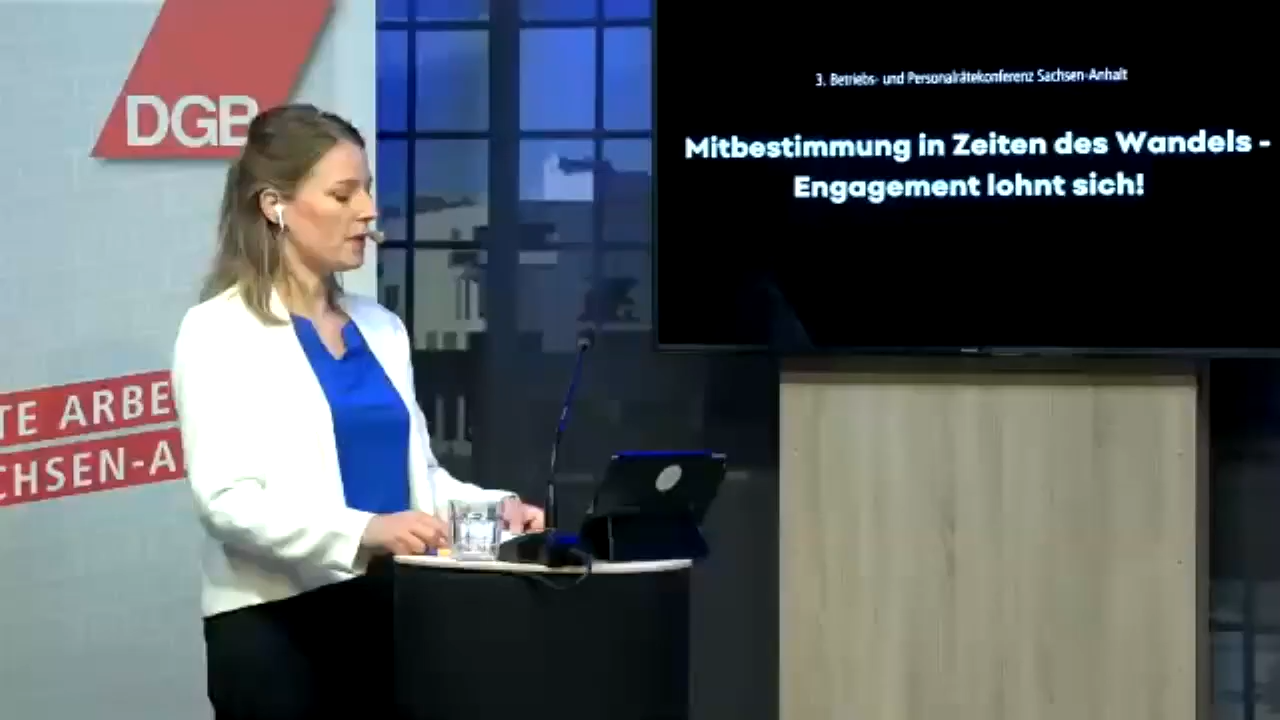 DGB
TE ARBE
CHSEN-A
3. Betriebs- und Personalrätekonferenz Sachsen-Anhalt
Mitbestimmung in Zeiten des Wandels -
Engagement lohnt sich!